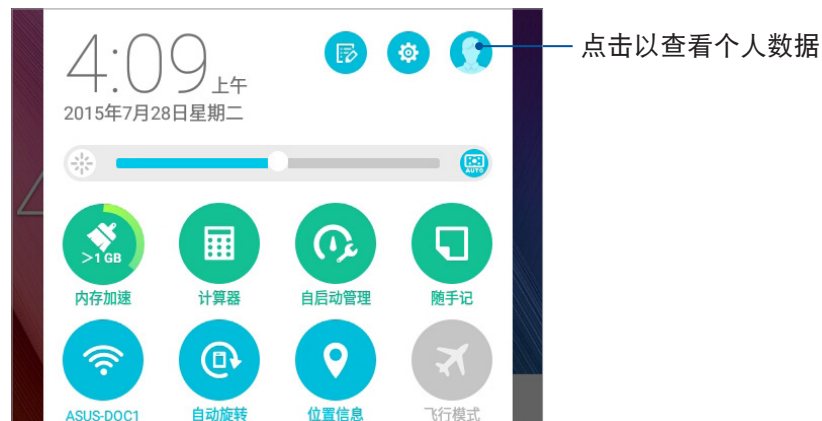 4:09上午
点击以查看个人数据
2015年7月28日星期二
AUTO
>1 GB
内存加速 计算器 自启动管理 随手记
ASUS-DOC1 自动旋转 位置信息 飞行模式